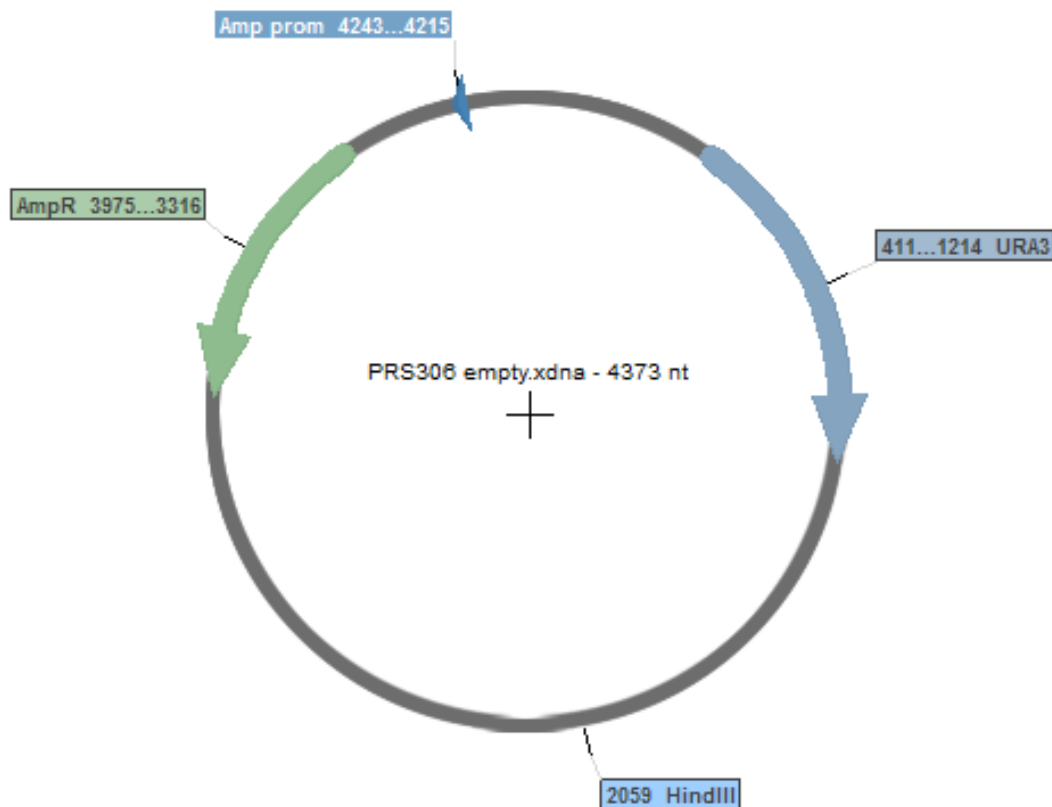 Amp prom 4243...4215
AmpR 3975...3316
411...1214 URA3
PRS306 empty.xdna - 4373 nt
2059 HindIII